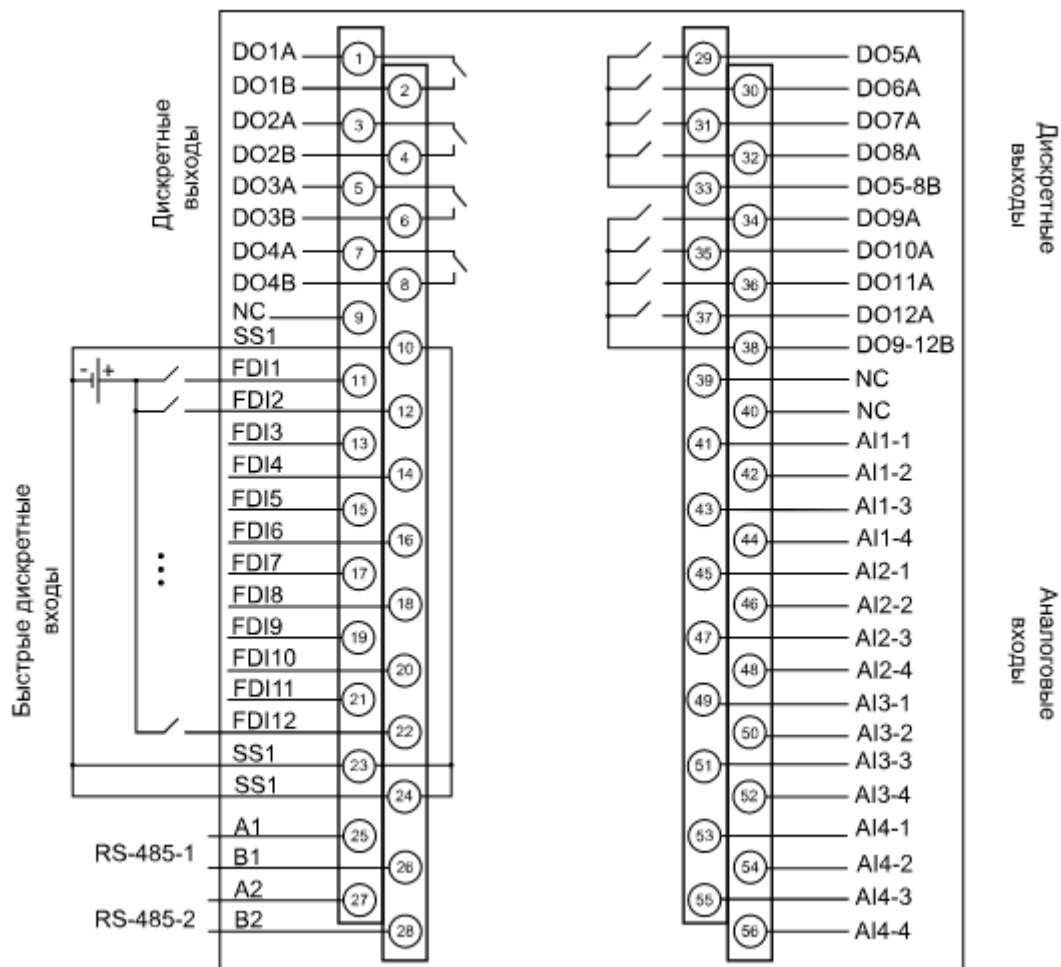 Дискретные
выходы
DO1A 1
DO1B 2
DO2A 3
DO2B 4
DO3A 5
DO3B 6
DO4A 7
DO4B 8
NC 9
SS1 10
- +
FDI1 11
FDI2 12
FDI3 13
FDI4 14
FDI5 15
FDI6 16
FDI7 17
FDI8 18
FDI9 19
FDI10 20
FDI11 21
FDI12 22
SS1 23
SS1 24
Быстрые дискретные
входы
A1 25
RS-485-1
B1 26
A2 27
RS-485-2
B2 28
29 DO5A
30 DO6A
31 DO7A
32 DO8A
33 DO5-8B
34 DO9A
35 DO10A
36 DO11A
37 DO12A
38 DO9-12B
Дискретные
выходы
39 NC
40 NC
41 AI1-1
42 AI1-2
43 AI1-3
44 AI1-4
45 AI2-1
46 AI2-2
47 AI2-3
48 AI2-4
49 AI3-1
50 AI3-2
51 AI3-3
52 AI3-4
53 AI4-1
54 AI4-2
55 AI4-3
56 AI4-4
Аналоговые
входы